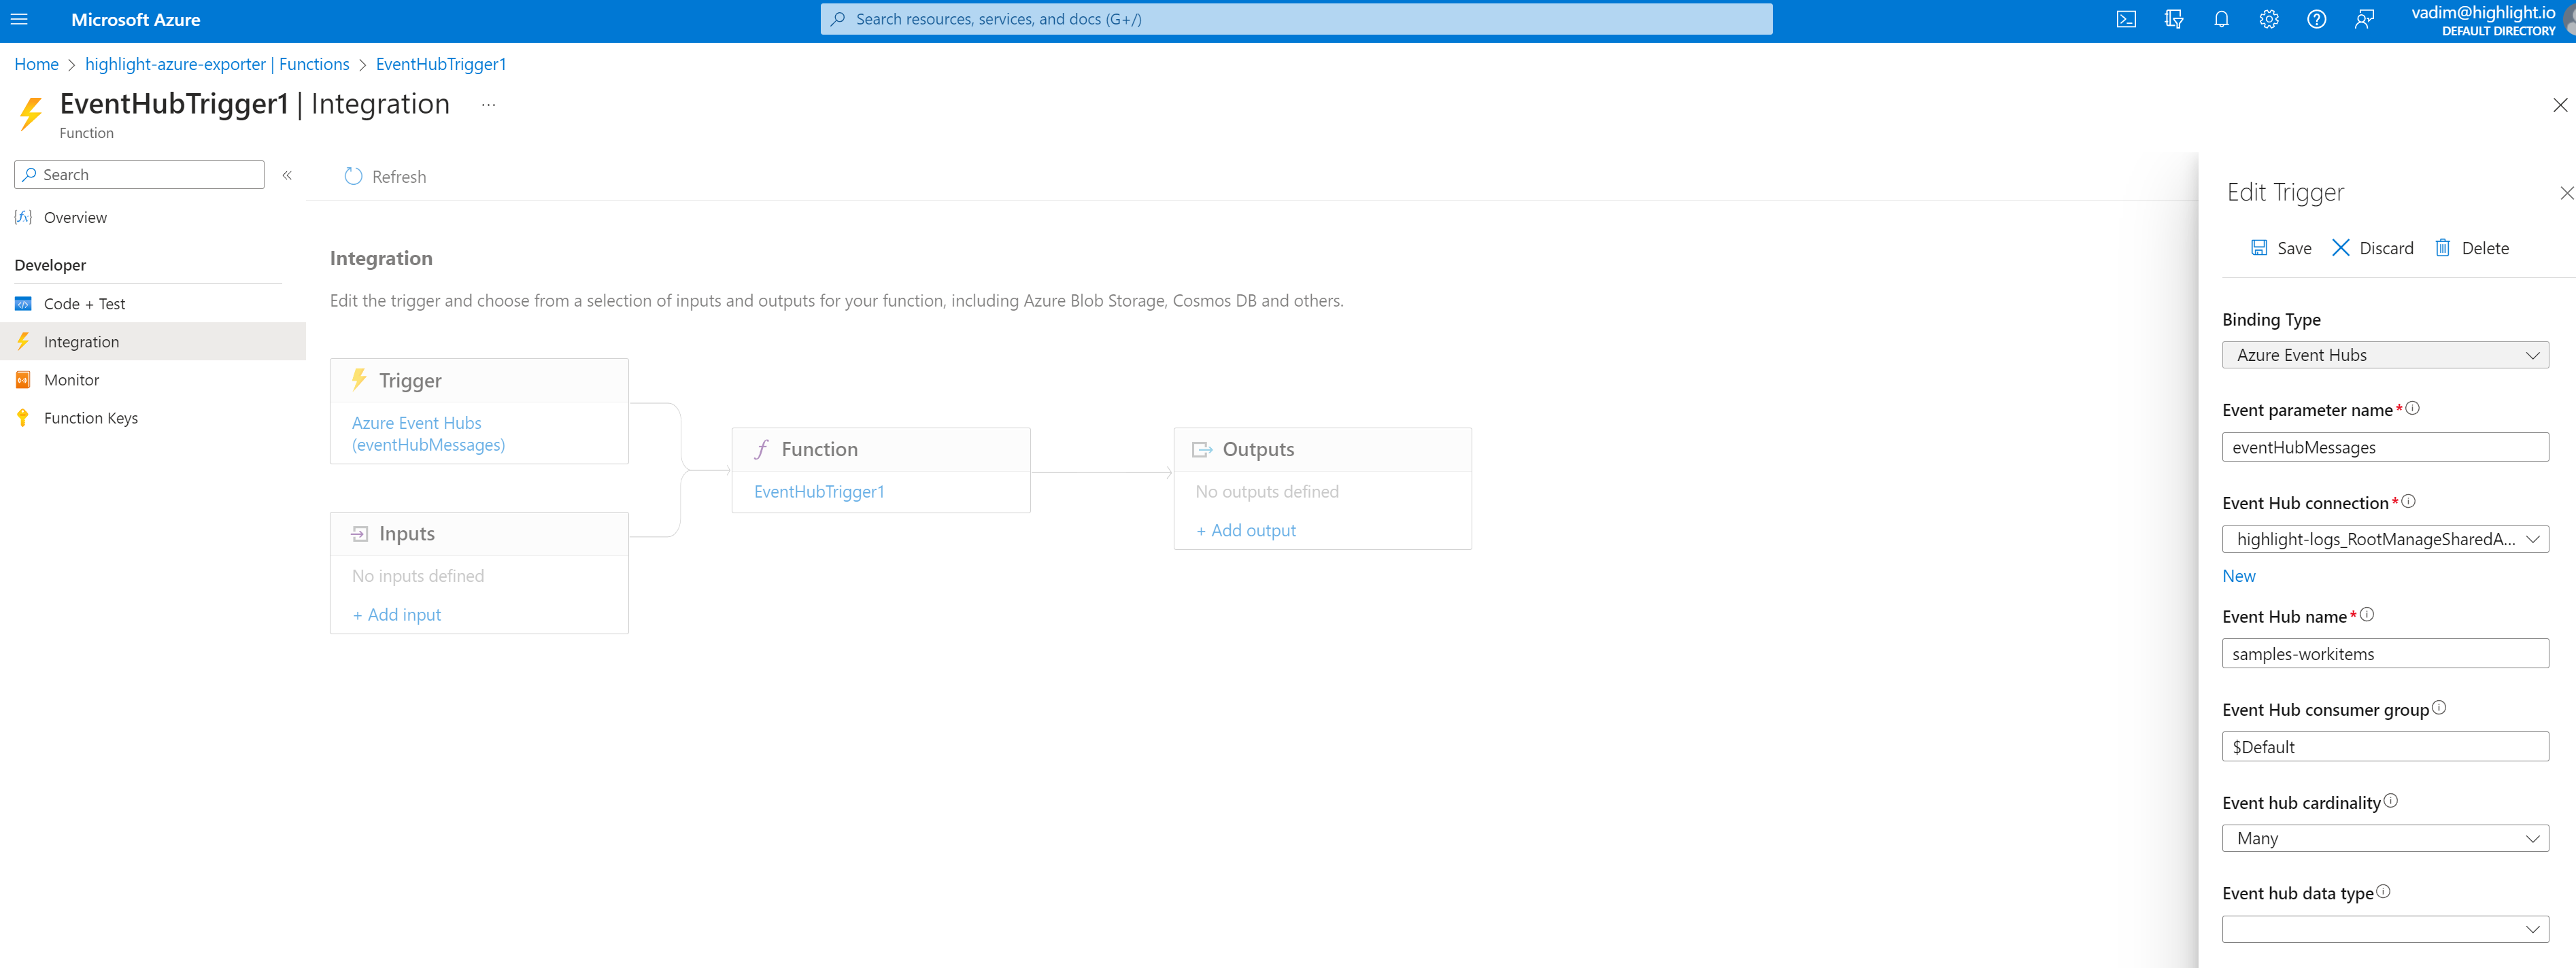 Microsoft Azure
Search resources, services, and docs (G+/)
vadim@highlight.io
DEFAULT DIRECTORY
Home > highlight-azure-exporter | Functions > EventHubTrigger1
EventHubTrigger1 | Integration ...
Function
Search
«
Refresh
Overview
Developer
Code + Test
Integration
Monitor
Function Keys
Integration
Edit the trigger and choose from a selection of inputs and outputs for your function, including Azure Blob Storage, Cosmos DB and others.
Trigger
Azure Event Hubs
(eventHubMessages)
Inputs
No inputs defined
+ Add input
Function
EventHubTrigger1
Outputs
No outputs defined
+ Add output
Edit Trigger
Save Discard Delete
Binding Type
Azure Event Hubs
Event parameter name*
eventHubMessages
Event Hub connection*
highlight-logs_RootManageSharedA...
New
Event Hub name*
samples-workitems
Event Hub consumer group
$Default
Event hub cardinality
Many
Event hub data type